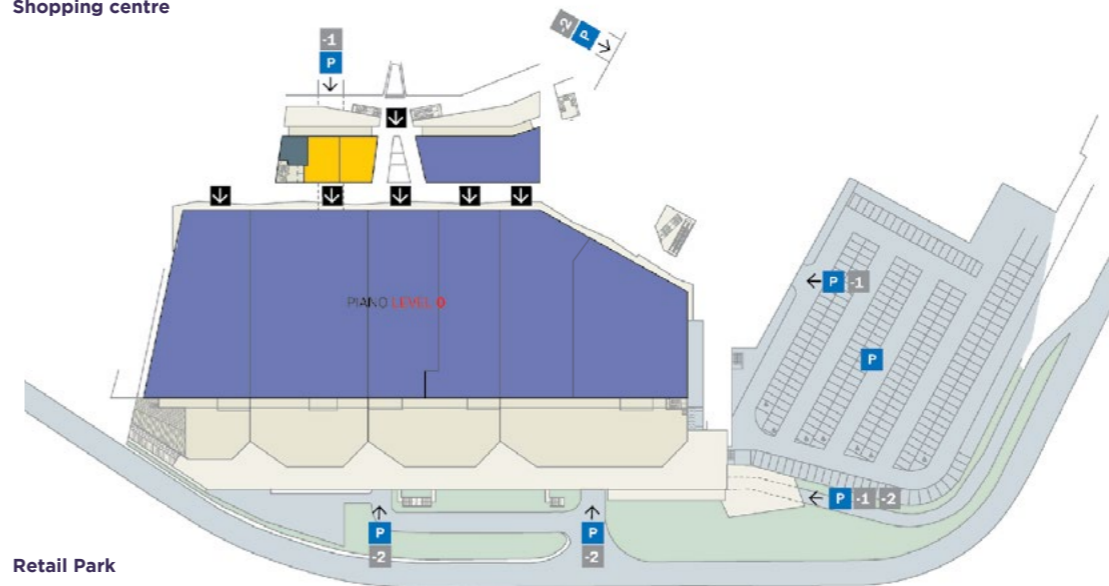 Shopping centre
-1
P
-2
P
PIANO LEVEL 0
P -1
P
P -1 -2
P
-2
P
-2
Retail Park